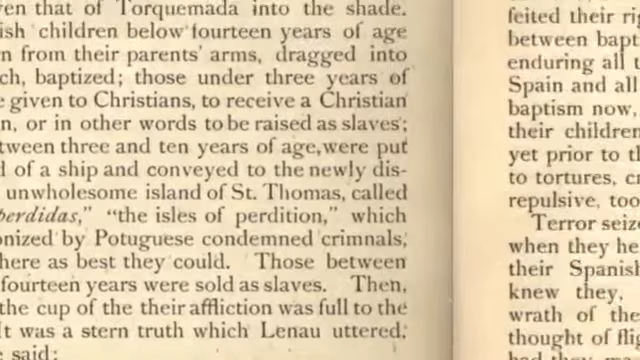 en that of Torquemada into the shade.
ish children below fourteen years of age
n from their parents' arms, dragged into
ch, baptized; those under three years of
given to Christians, to receive a Christian
n, or in other words to be raised as slaves;
tween three and ten years of age, were put
d of a ship and conveyed to the newly dis-
unwholesome island of St. Thomas, called
perdidas," "the isles of perdition," which
onized by Potuguese condemned crimnals,
here as best they could. Those between
fourteen years were sold as slaves. Then,
the cup of the their affliction was full to the
It was a stern truth which Lenau uttered,
said:
feited their ri
between bapt
enduring all t
Spain and all
baptism now,
their children
yet prior to th
to tortures, cr
repulsive, too
Terror seize
when they he
their Spanish
knew they,
wrath of the
thought of flig